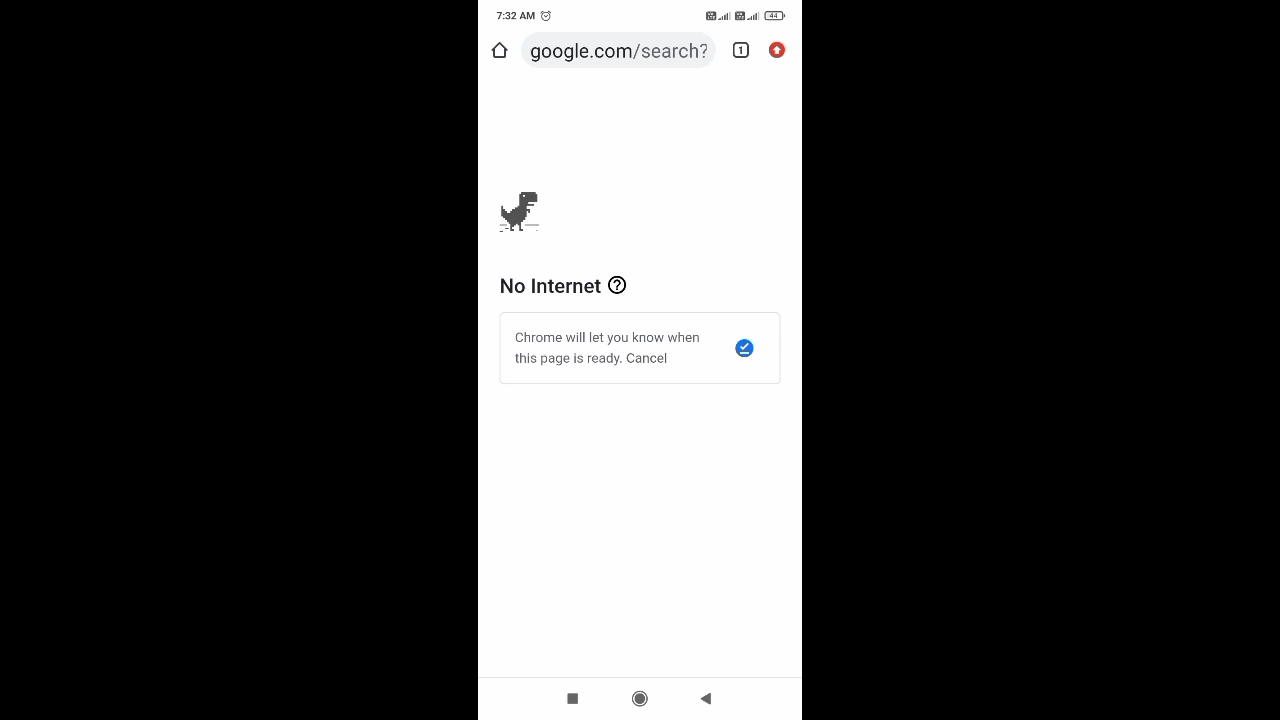 7:32 AM
44
google.com/search?
1
No Internet
Chrome will let you know when
this page is ready. Cancel